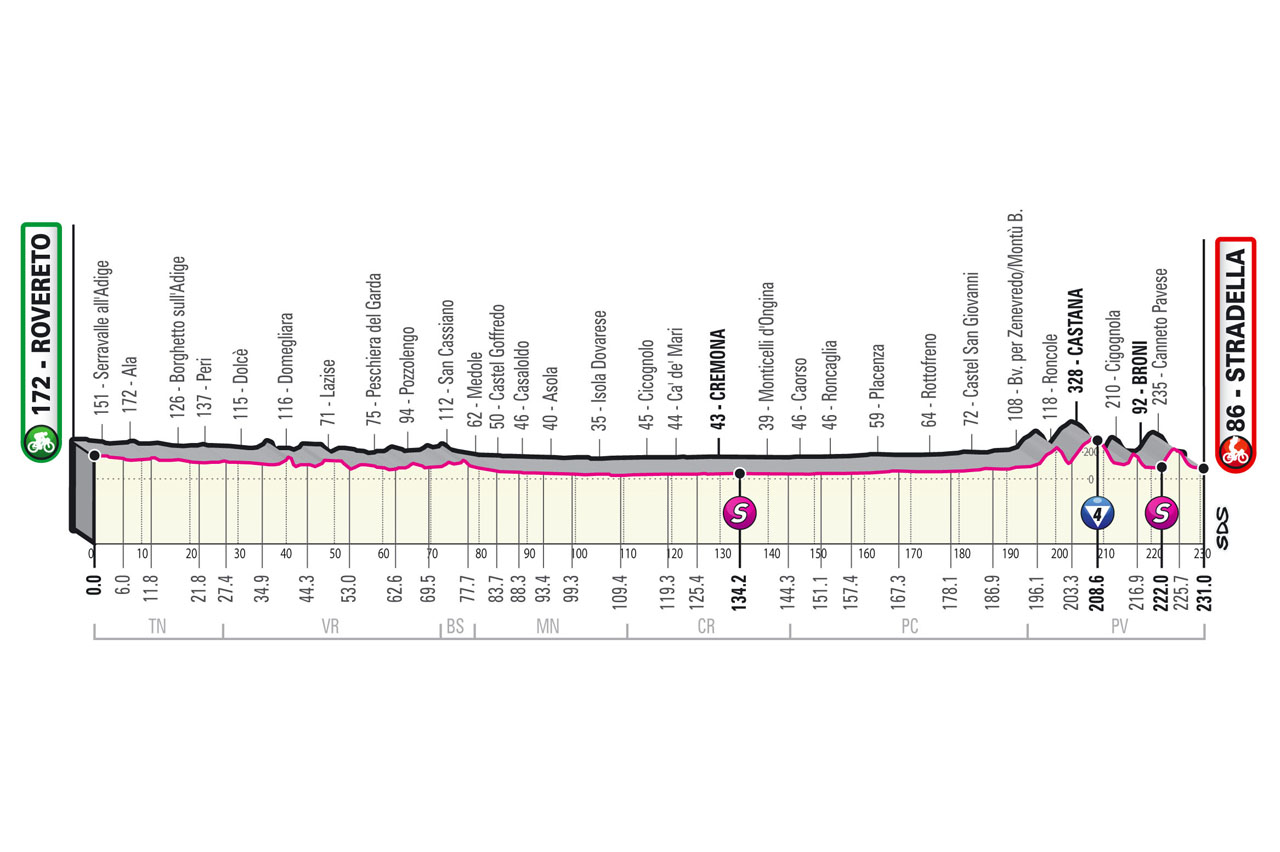 172 - ROVERETO
151 - Serravalle all'Adige
172 - Ala
126 - Borghetto sull'Adige
137 - Peri
115 - Dolcè
116 - Domegliara
71 - Lazise
75 - Peschiera del Garda
94 - Pozzolengo
112 - San Cassiano
62 - Medole
50 - Castel Goffredo
46 - Casaloldo
40 - Asola
35 - Isola Dovarese
45 - Cicognolo
44 - Ca' de' Mari
43 - CREMONA
39 - Monticelli d'Ongina
46 - Caorso
46 - Roncaglia
59 - Placenza
64 - Rottofreno
72 - Castel San Giovanni
108 - Bv. per Zenevredo/Montù B.
118 - Roncole
328 - CASTANA
210 - Cigognola
92 - BRONI
235 - Canneto Pavese
86 - STRADELLA
200
0
S
4
S
SDS
0 10 20 30 40 50 60 70 80 90 100 110 120 130 140 150 160 170 180 190 200 210 220 230
0.0
6.0
11.8
21.8
27.4
34.9
44.3
53.0
62.6
69.5
77.7
83.7
88.3
93.4
99.3
109.4
119.3
125.4
134.2
144.3
151.1
157.4
167.3
178.1
186.9
196.1
203.3
208.6
216.9
222.0
225.7
231.0
TN VR BS MN CR PC PV